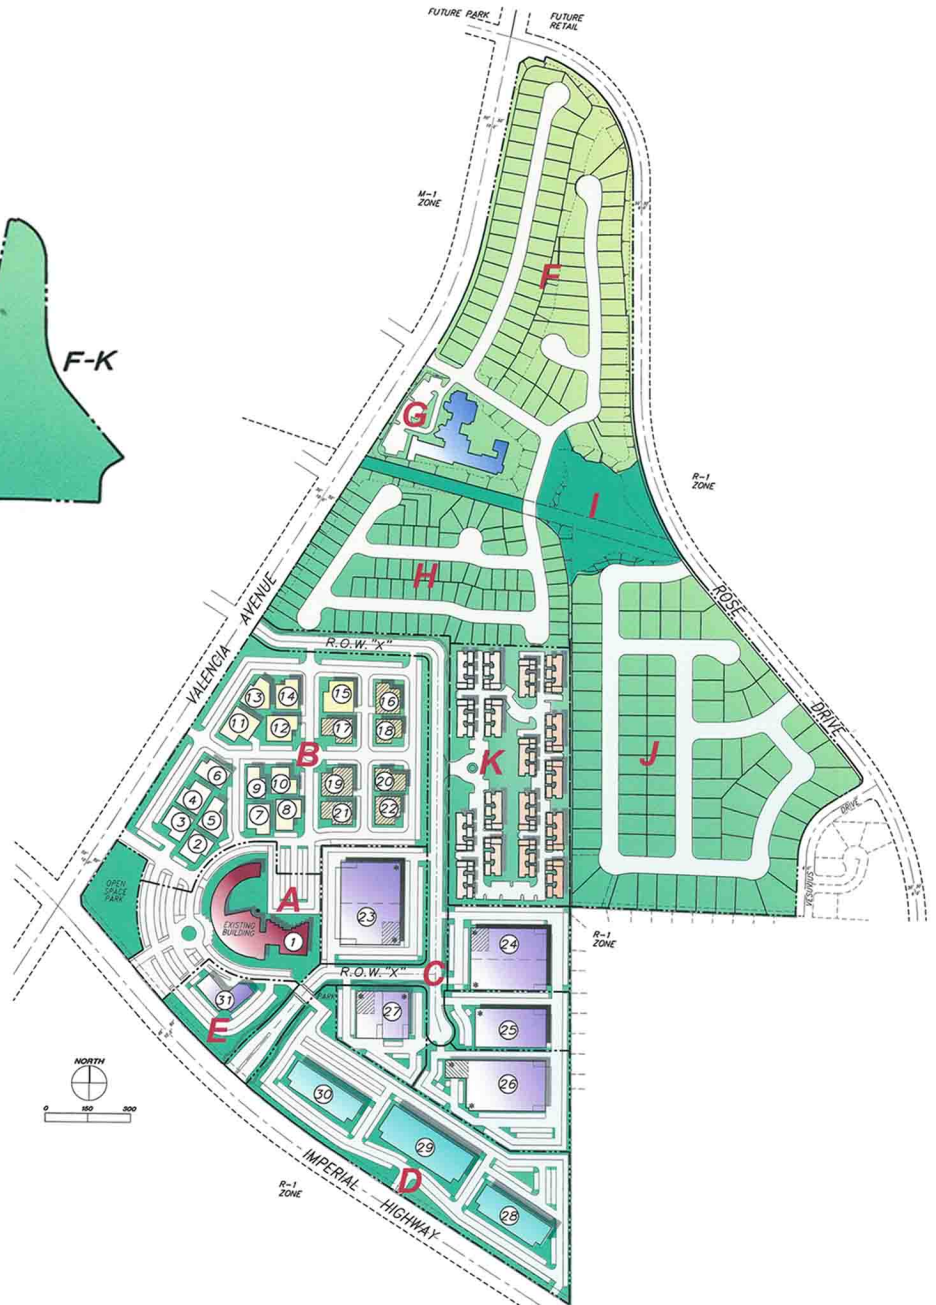 FUTURE PARK
FUTURE
RETAIL
M-1
ZONE
F-K
F
G
R-1
ZONE
I
H
ROSE
DRIVE
VALENCIA AVENUE
R.O.W. "X"
13
14
15
16
11
12
17
18
B
K
J
6
9
10
19
20
4
3
5
7
8
21
22
2
DRIVE
VESUVIUS
OPEN
SPACE
PARK
A
EXISTING
BUILDING
1
23
24
R-1
ZONE
R.O.W. "X"
C
PARK
31
27
25
E
26
NORTH
0 150 300
30
29
D
28
IMPERIAL
HIGHWAY
R-1
ZONE